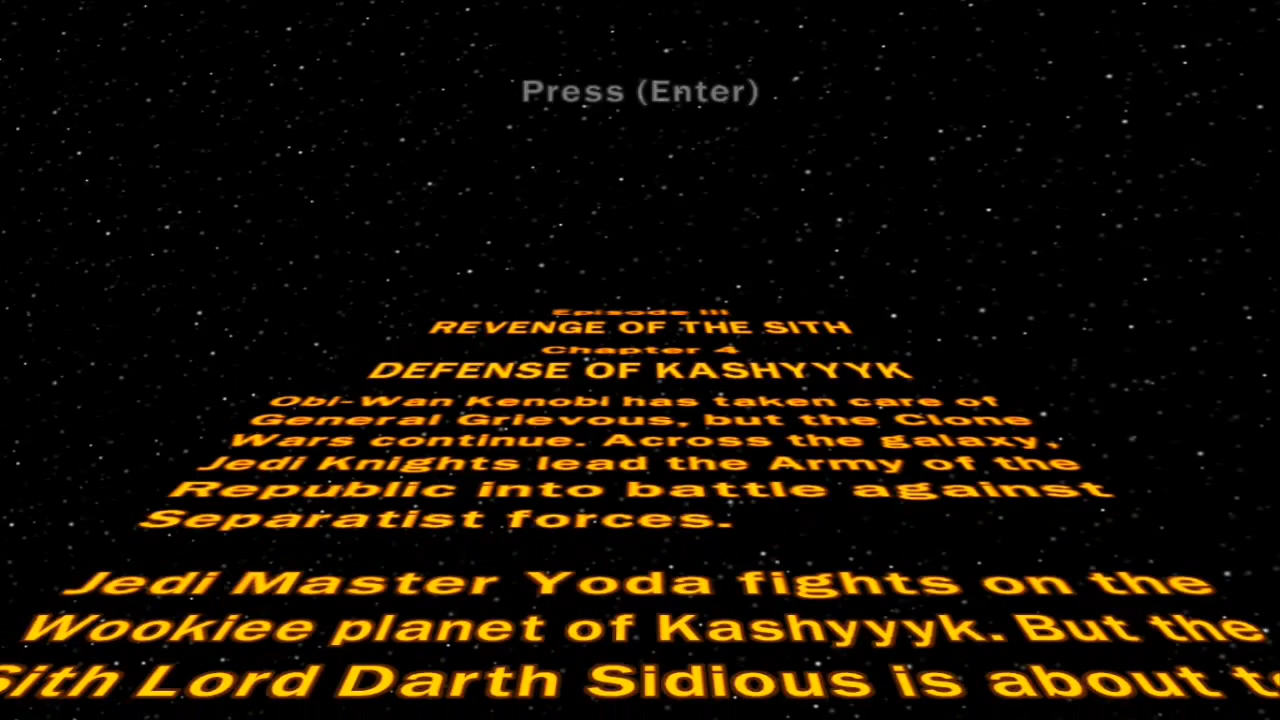 Press (Enter)
Episode III
REVENGE OF THE SITH
Chapter 4
DEFENSE OF KASHYYYK
Obi-Wan Kenobi has taken care of
General Grievous, but the Clone
Wars continue. Across the galaxy,
Jedi Knights lead the Army of the
Republic into battle against
Separatist forces.
Jedi Master Yoda fights on the
Wookiee planet of Kashyyyk. But the
Sith Lord Darth Sidious is about to